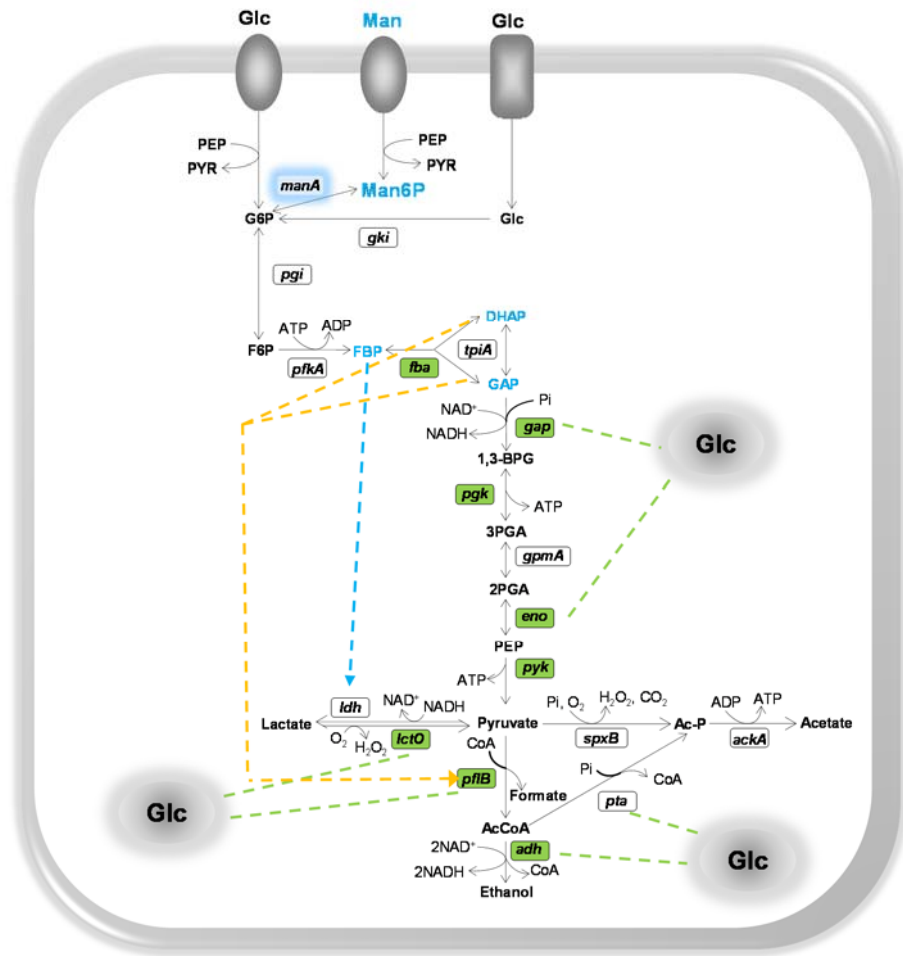 Glc Man Glc
PEP PEP
PYR PYR
manA Man6P
G6P Glc
gki
pgi
ATP ADP DHAP
F6P FBP tpiA
pfkA fba
GAP
NAD⁺ Pi
NADH gap
1,3-BPG Glc
pgk
ATP
3PGA
gpmA
2PGA
eno
PEP
ATP pyk
ldh NAD⁺ NADH Pi, O₂ H₂O₂, CO₂ ADP ATP
Lactate Pyruvate Ac-P Acetate
O₂ H₂O₂ lctO CoA spxB ackA
pflB Pi CoA
Formate pta
Glc
AcCoA
2NAD⁺ adh
2NADH CoA Glc
Ethanol